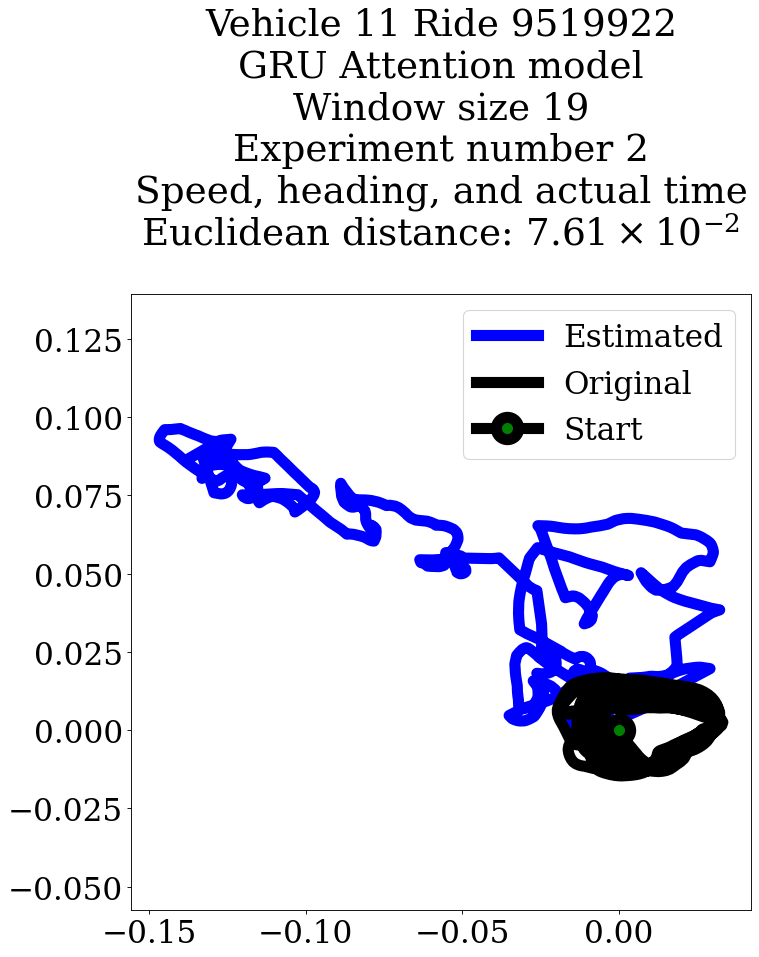 Vehicle 11 Ride 9519922
GRU Attention model
Window size 19
Experiment number 2
Speed, heading, and actual time
Euclidean distance: 7.61 × 10⁻²
Estimated
Original
Start
0.125
0.100
0.075
0.050
0.025
0.000
−0.025
−0.050
−0.15 −0.10 −0.05 0.00